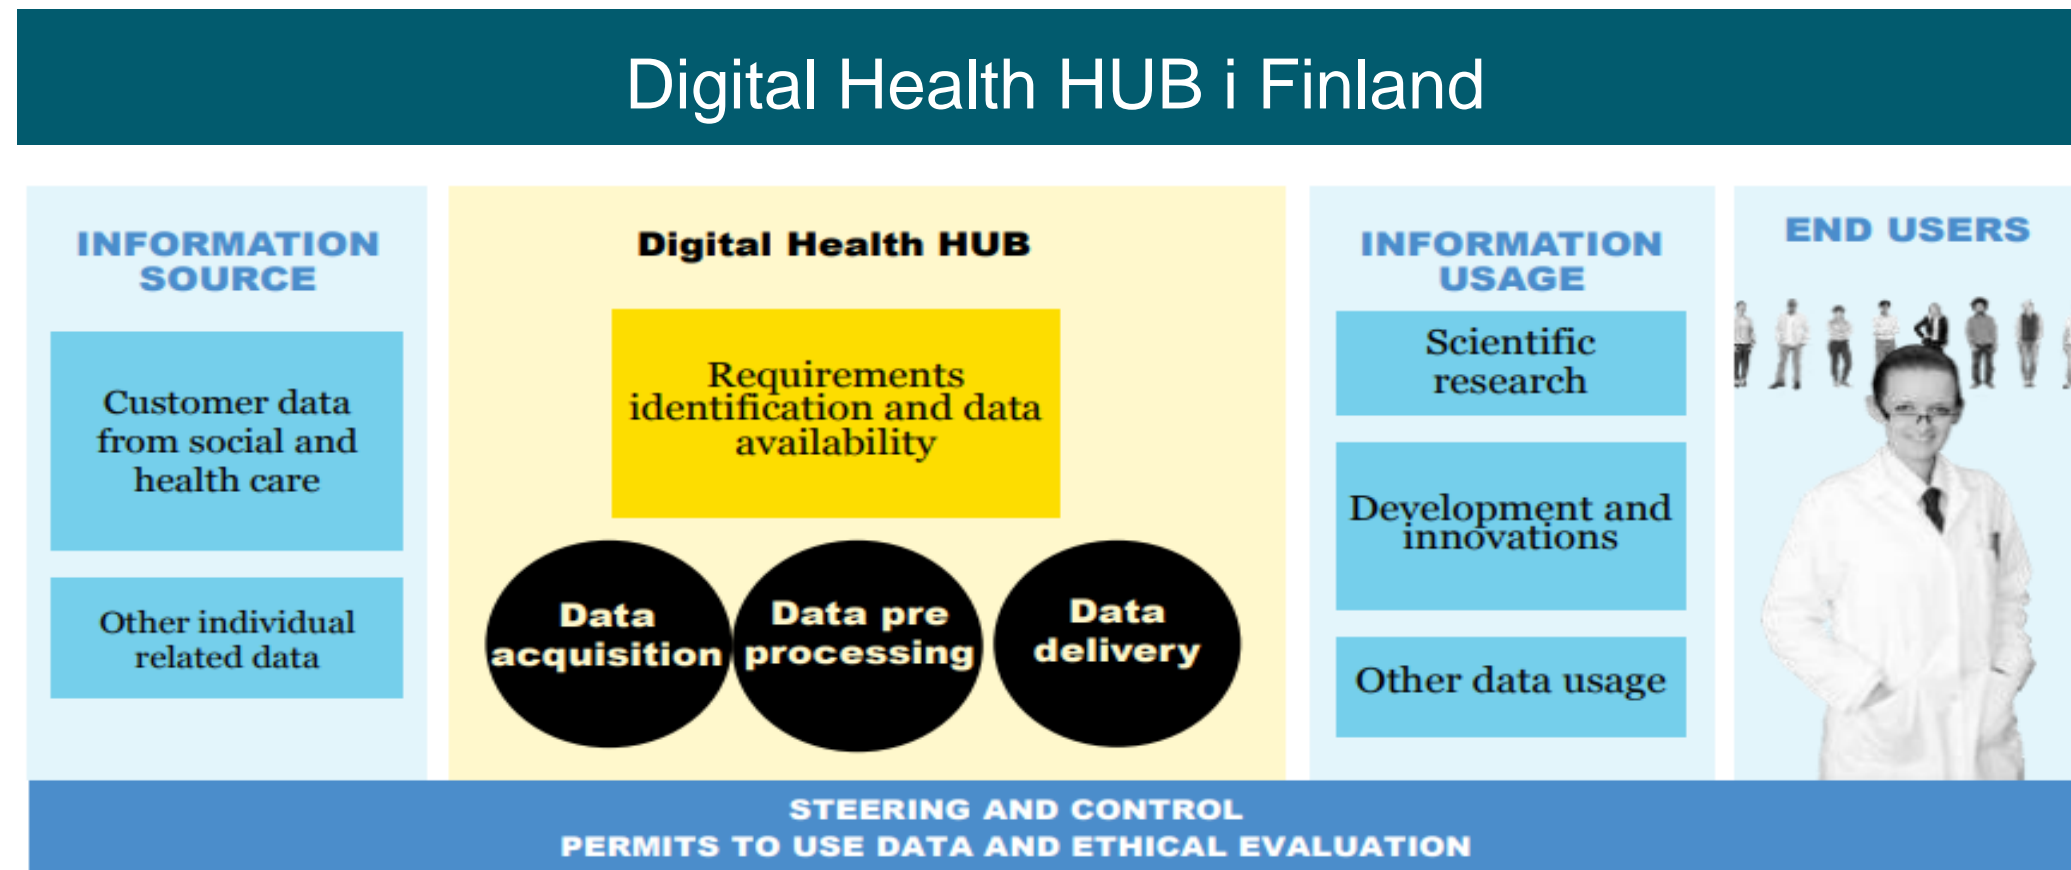 Digital Health HUB i Finland
INFORMATION
SOURCE
Customer data
from social and
health care
Other individual
related data
Digital Health HUB
Requirements
identification and data
availability
Data
acquisition
Data pre
processing
Data
delivery
INFORMATION
USAGE
Scientific
research
Development and
innovations
Other data usage
END USERS
STEERING AND CONTROL
PERMITS TO USE DATA AND ETHICAL EVALUATION